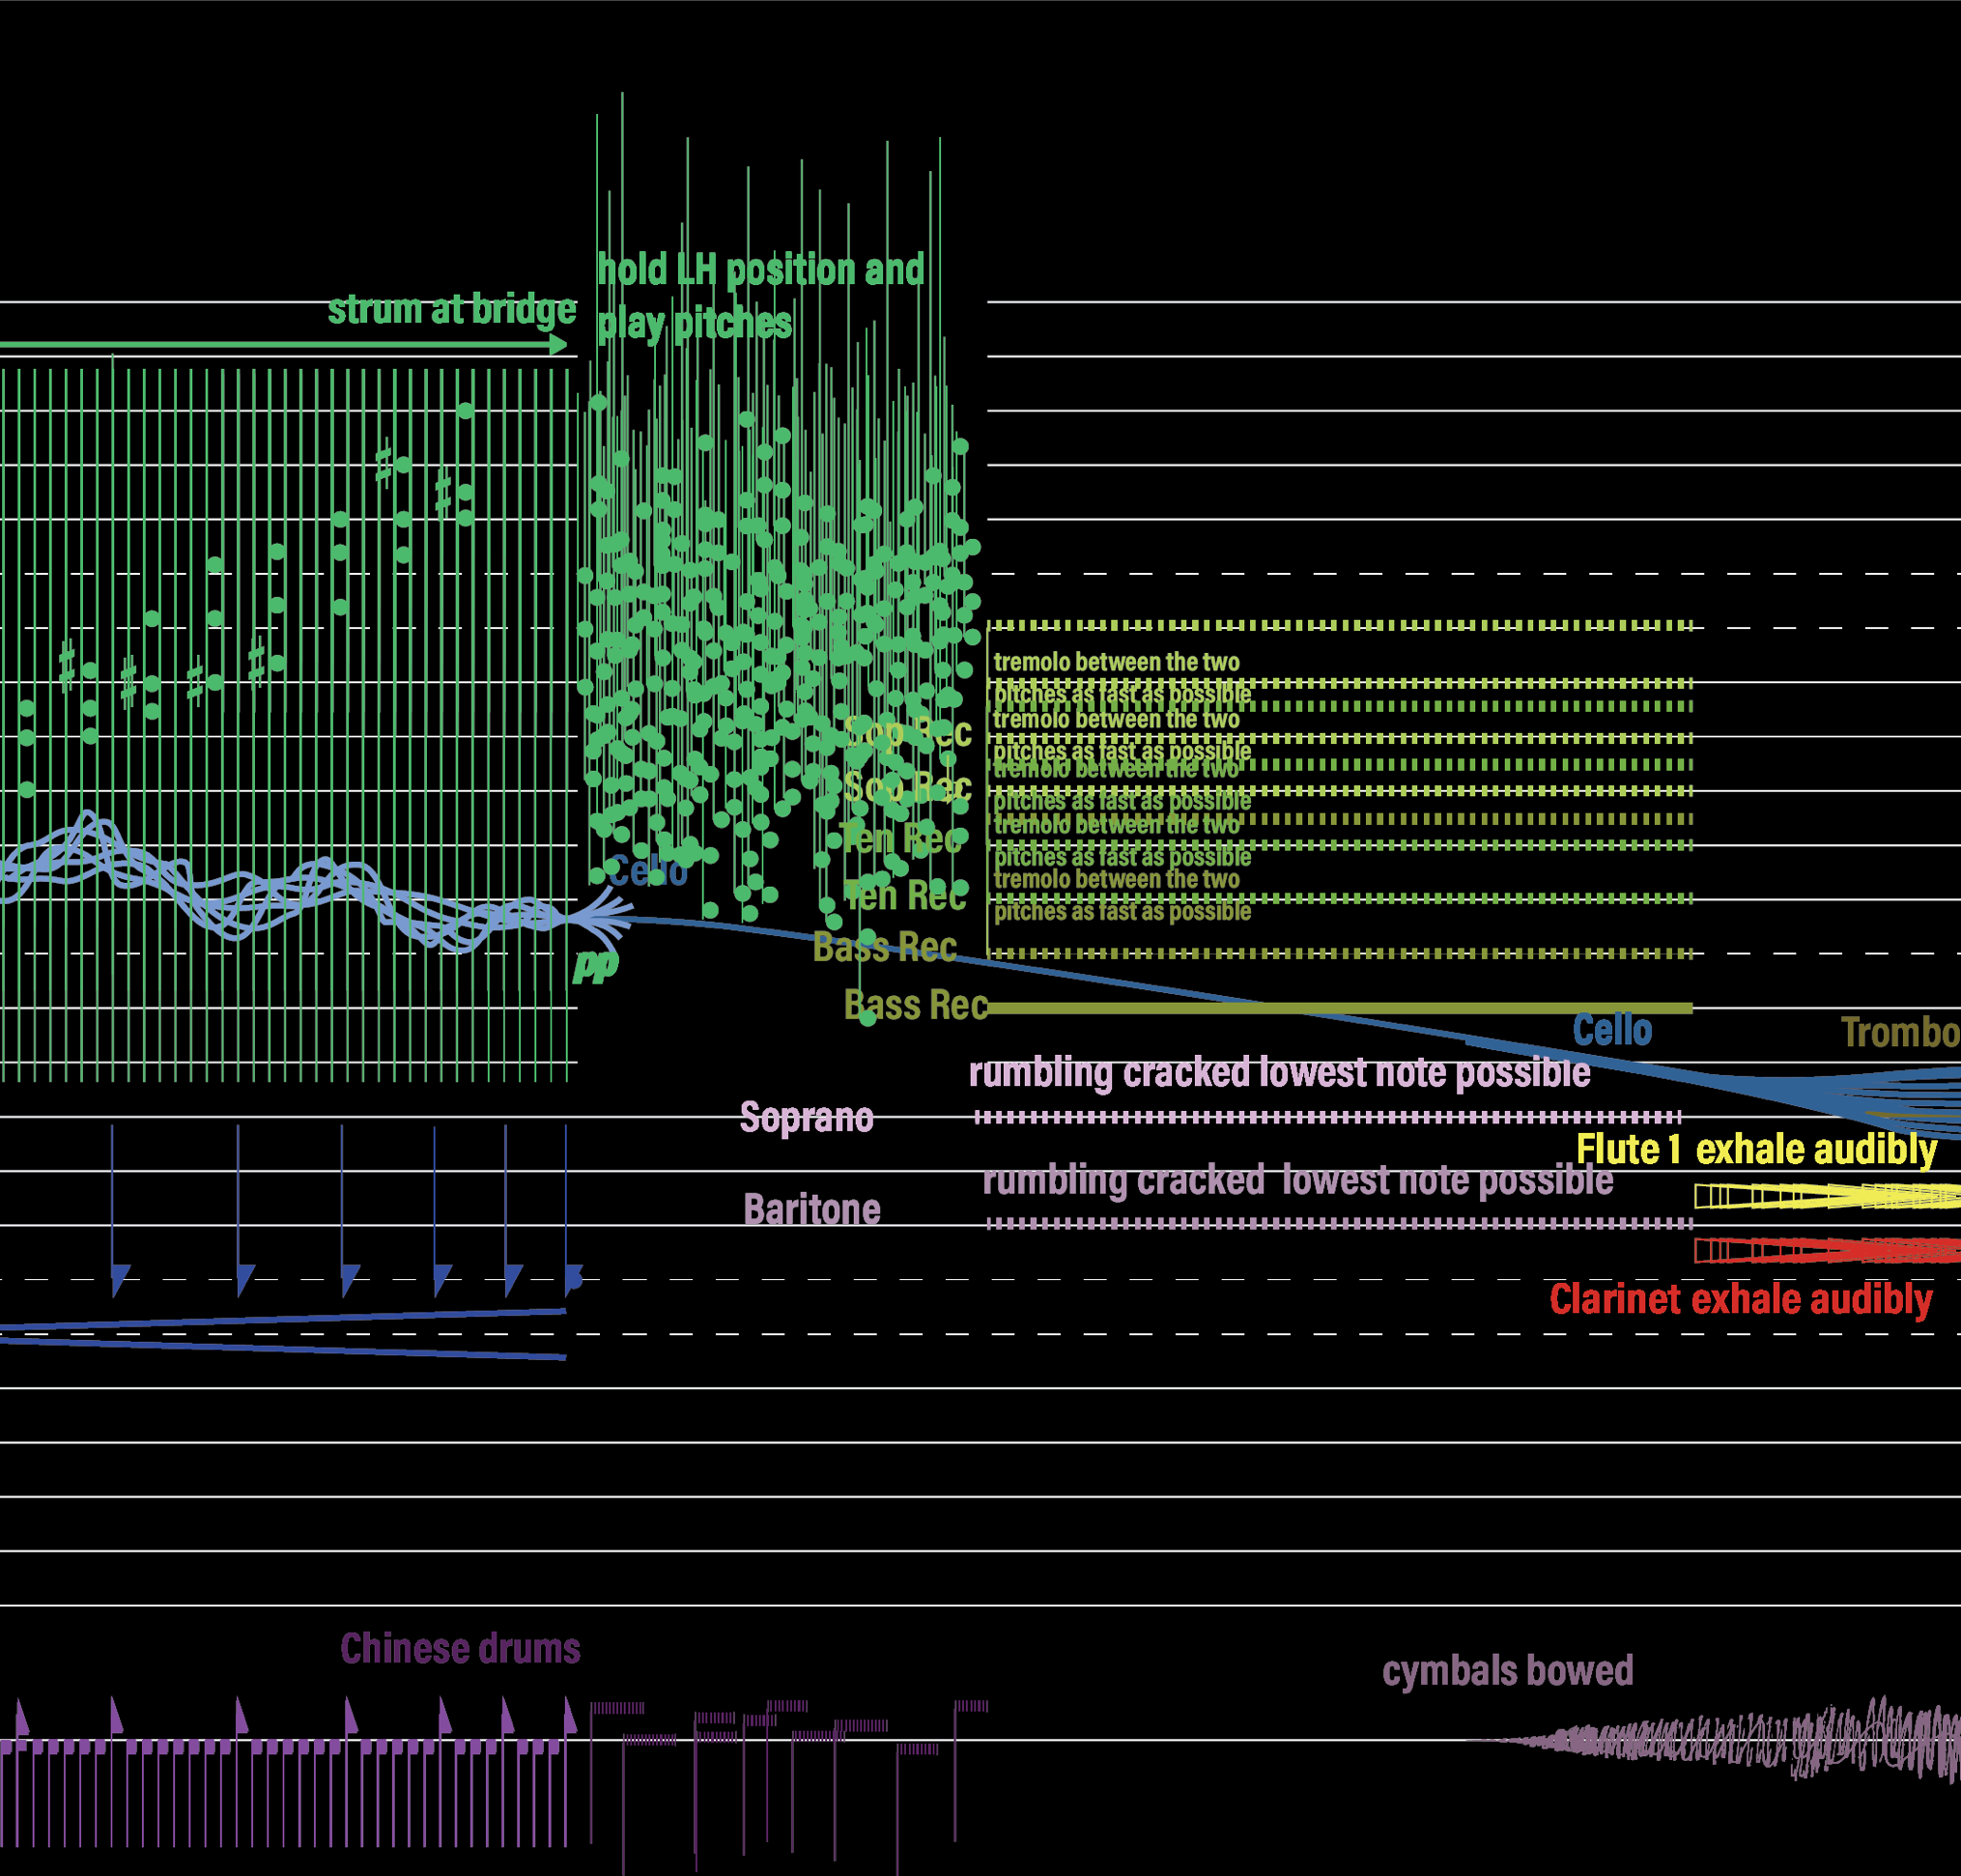 hold LH position and
play pitches
strum at bridge
tremolo between the two
pitches as fast as possible
Sop Rec
tremolo between the two
pitches as fast as possible
Sop Rec
tremolo between the two
pitches as fast as possible
Ten Rec
tremolo between the two
pitches as fast as possible
Cello
Ten Rec
tremolo between the two
pitches as fast as possible
Bass Rec
pp
Bass Rec
Cello
Trombo
rumbling cracked lowest note possible
Soprano
Flute 1 exhale audibly
rumbling cracked lowest note possible
Baritone
Clarinet exhale audibly
Chinese drums
cymbals bowed